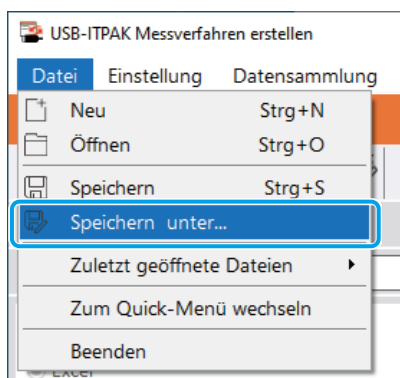 USB-ITPAK Messverfahren erstellen
Datei Einstellung Datensammlung
Neu Strg+N
Öffnen Strg+O
Speichern Strg+S
Speichern unter...
Zuletzt geöffnete Dateien
Zum Quick-Menü wechseln
Beenden
Excel